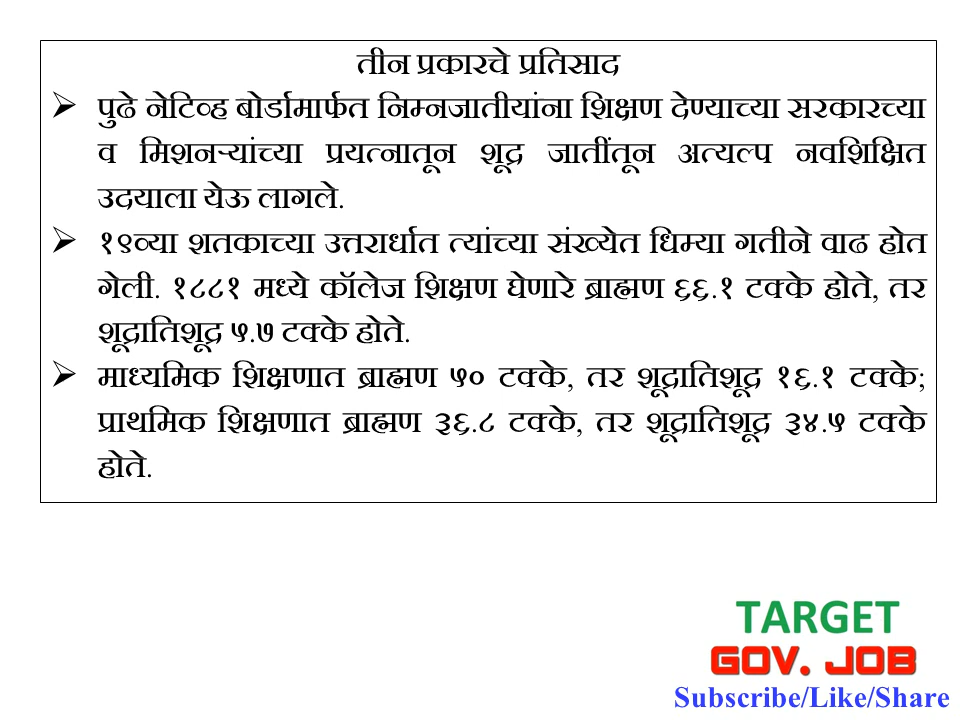 तीन प्रकारचे प्रतिसाद
➢ पुढे नेटिव्ह बोर्डामार्फत निम्नजातीयांना शिक्षण देण्याच्या सरकारच्या
व मिशनऱ्यांच्या प्रयत्नातून शूद्र जातींतून अत्यल्प नवशिक्षित
उदयाला येऊ लागले.
➢ १९व्या शतकाच्या उत्तरार्धात त्यांच्या संख्येत धिम्या गतीने वाढ होत
गेली. १८८१ मध्ये कॉलेज शिक्षण घेणारे ब्राह्मण ६६.१ टक्के होते, तर
शूद्रातिशूद्र ५.७ टक्के होते.
➢ माध्यमिक शिक्षणात ब्राह्मण ५० टक्के, तर शूद्रातिशूद्र १६.१ टक्के;
प्राथमिक शिक्षणात ब्राह्मण ३६.८ टक्के, तर शूद्रातिशूद्र ३४.५ टक्के
होते.
TARGET
GOV. JOB
Subscribe/Like/Share